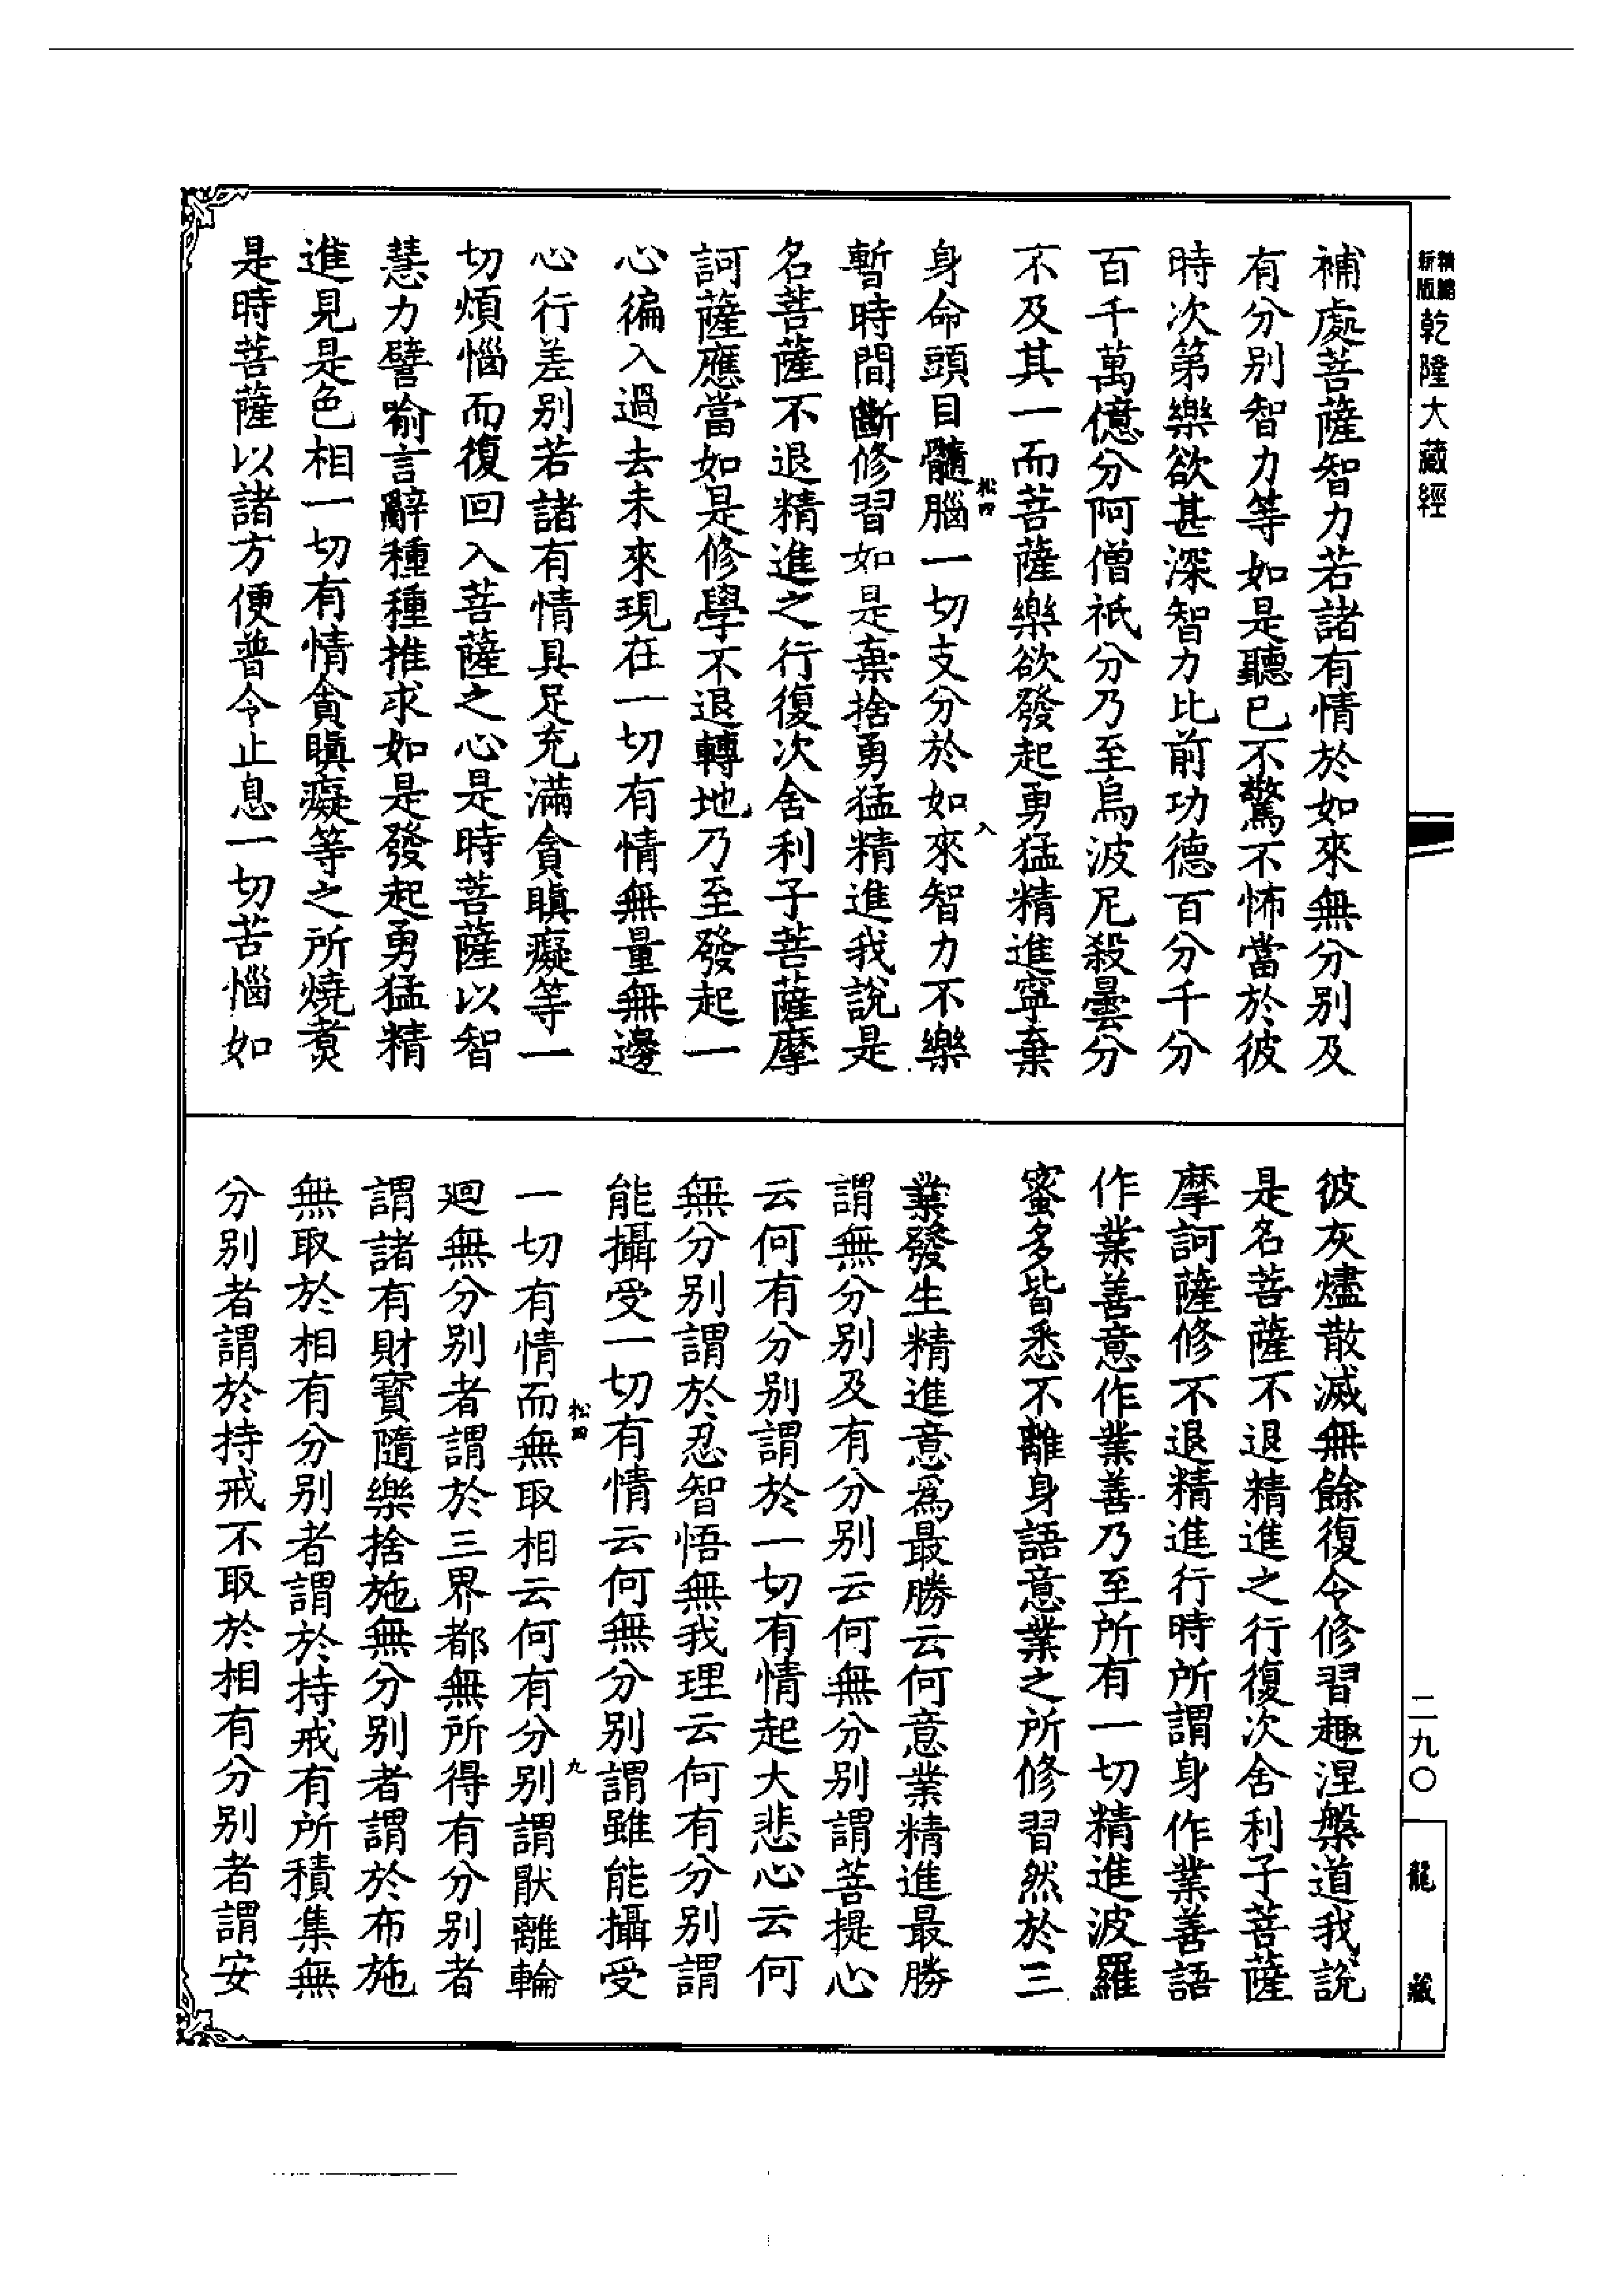 精縮新版乾隆大藏經
補處菩薩智力若諸有情於如來無分別及
有分別智力等如是聽已不驚不怖當於彼
時次第樂欲甚深智力比前功德百分千分
百千萬億分阿僧祇分乃至烏波尼殺曇分
不及其一而菩薩樂欲發起勇猛精進寧棄
松四
八
身命頭目髓腦一切支分於如來智力不樂
暫時間斷修習如是棄捨勇猛精進我說是
名菩薩不退精進之行復次舍利子菩薩摩
訶薩應當如是修學不退轉地乃至發起一
心徧入過去未來現在一切有情無量無邊
心行差別若諸有情具足充滿貪瞋癡等一
切煩惱而復回入菩薩之心是時菩薩以智
慧力譬喻言辭種種推求如是發起勇猛精
進見是色相一切有情貪瞋癡等之所燒煑
是時菩薩以諸方便普令止息一切苦惱如
彼灰燼散滅無餘復令修習趣涅槃道我說
是名菩薩不退精進之行復次舍利子菩薩
摩訶薩修不退精進行時所謂身作業善語
作業善意作業善乃至所有一切精進波羅
蜜多皆悉不離身語意業之所修習然於三
業發生精進意爲最勝云何意業精進最勝
謂無分別及有分別云何無分別謂菩提心
云何有分別謂於一切有情起大悲心云何
無分別謂於忍智悟無我理云何有分別謂
能攝受一切有情云何無分別謂雖能攝受
松四
九
一切有情而無取相云何有分別謂厭離輪
迴無分別者謂於三界都無所得有分別者
謂諸有財寳隨樂捨施無分別者謂於布施
無取於相有分別者謂於持戒有所積集無
分別者謂於持戒不取於相有分別者謂安
二九〇
龍藏